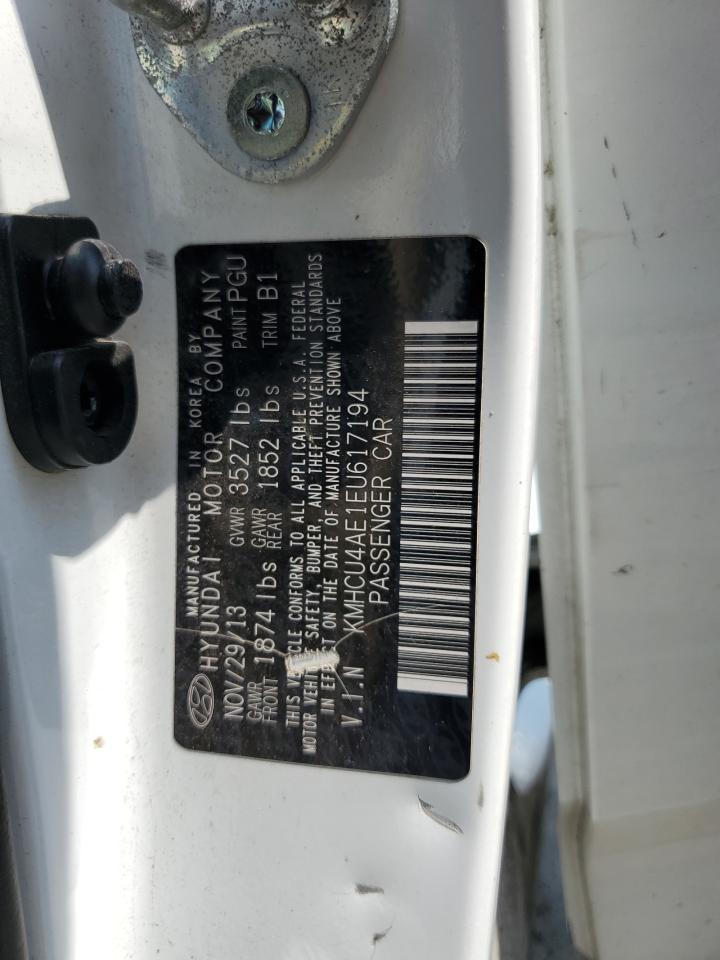 MANUFACTURED IN KOREA BY
HYUNDAI MOTOR COMPANY
NOV/29/13 GVWR 3527 lbs PAINT PGU
GAWR FRONT 1874 lbs GAWR REAR 1852 lbs TRIM B1
THIS VEHICLE CONFORMS TO ALL APPLICABLE U.S.A. FEDERAL
MOTOR VEHICLE SAFETY, BUMPER, AND THEFT PREVENTION STANDARDS
IN EFFECT ON THE DATE OF MANUFACTURE SHOWN ABOVE
V.I.N KMHCU4AE1EU617194
PASSENGER CAR